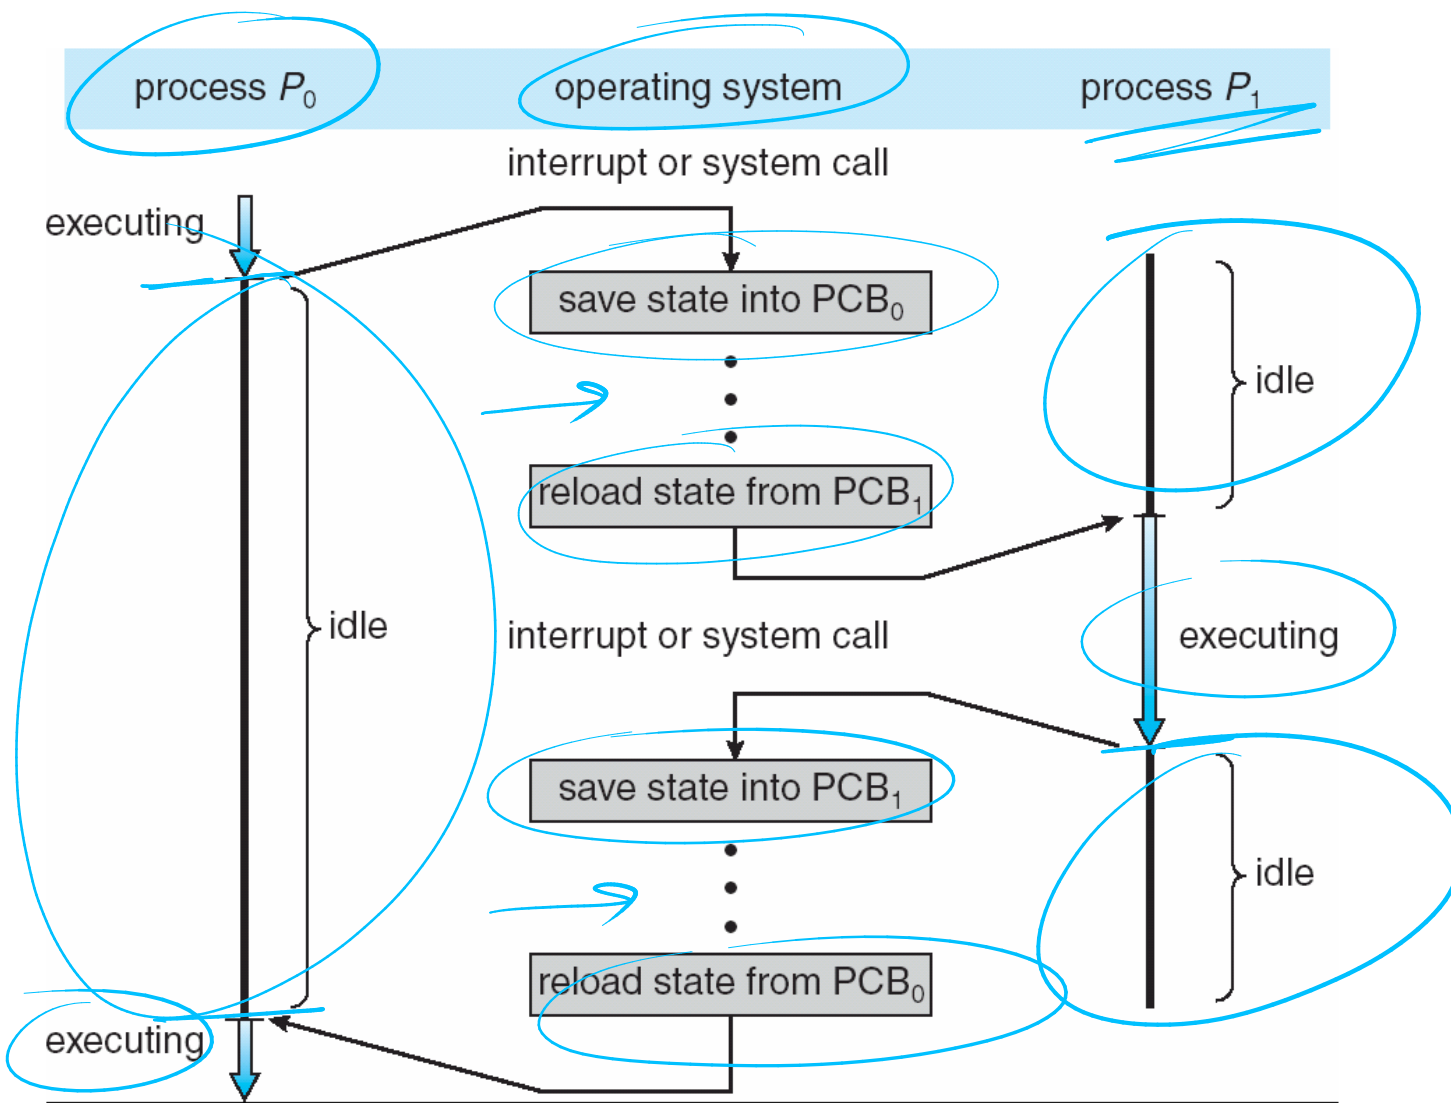 process P₀ operating system process P₁
interrupt or system call
executing
save state into PCB₀
idle
reload state from PCB₁
idle
interrupt or system call
executing
save state into PCB₁
idle
reload state from PCB₀
executing